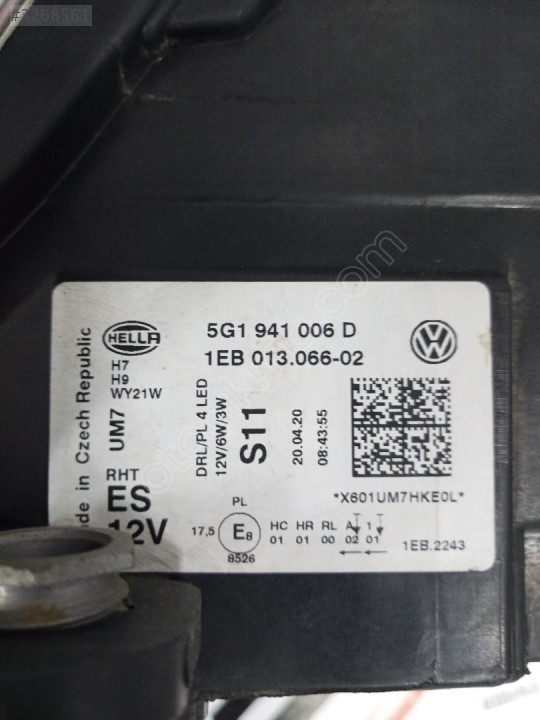 #3268561
HELLA
5G1 941 006 D
1EB 013.066-02
H7
H9
WY21W
UM7
RHT
ES
12V
DRL/PL 4 LED
12V/6W/3W
S11
20.04.20
08:43:55
*X601UM7HKE0L*
PL
17,5
E8
8526
HC HR RL A 1
01 01 00 02 01
1EB.2243
de in Czech Republic